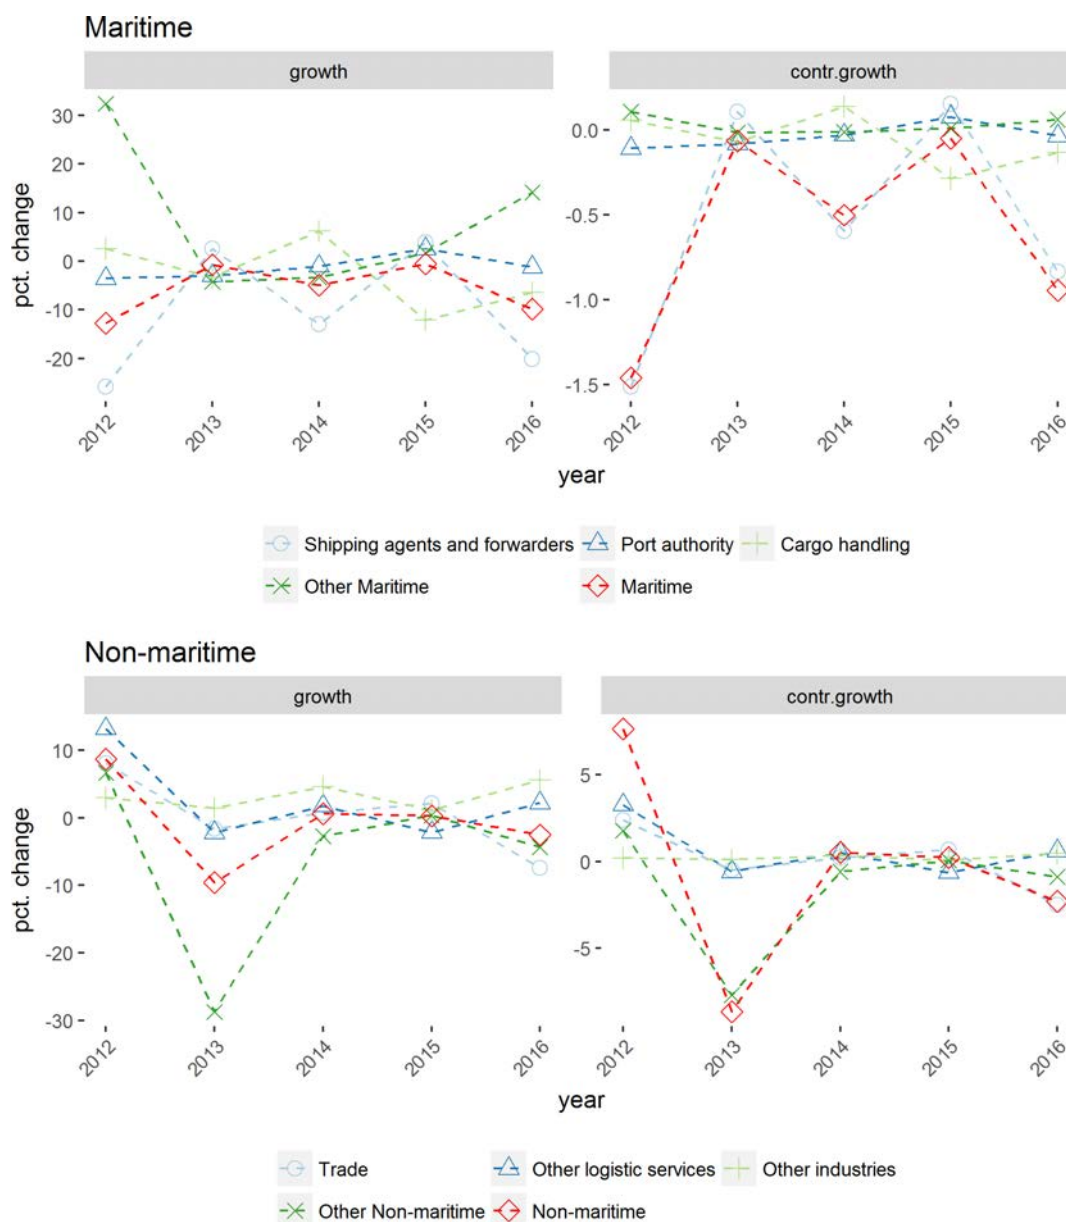 Maritime
growth
contr.growth
pct. change
30
20
10
0
-10
-20
0.0
-0.5
-1.0
-1.5
2012
2013
2014
2015
2016
2012
2013
2014
2015
2016
year
Shipping agents and forwarders
Port authority
Cargo handling
Other Maritime
Maritime
Non-maritime
growth
contr.growth
pct. change
10
0
-10
-20
-30
5
0
-5
2012
2013
2014
2015
2016
2012
2013
2014
2015
2016
year
Trade
Other logistic services
Other industries
Other Non-maritime
Non-maritime